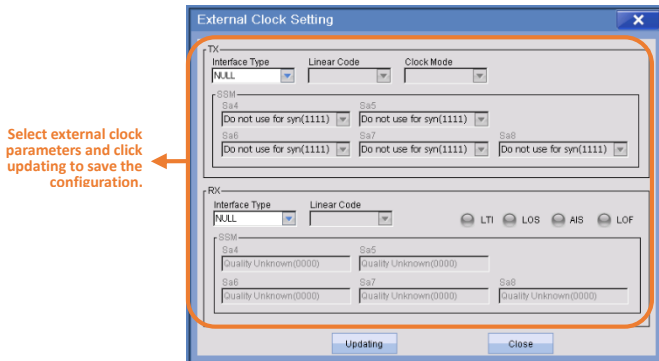 External Clock Setting
TX
Interface Type Linear Code Clock Mode
NULL
SSM
Sa4 Sa5
Do not use for syn(1111) Do not use for syn(1111)
Sa6 Sa7 Sa8
Do not use for syn(1111) Do not use for syn(1111) Do not use for syn(1111)
Select external clock
parameters and click
updating to save the
configuration.
RX
Interface Type Linear Code
NULL LTI LOS AIS LOF
SSM
Sa4 Sa5
Quality Unknown(0000) Quality Unknown(0000)
Sa6 Sa7 Sa8
Quality Unknown(0000) Quality Unknown(0000) Quality Unknown(0000)
Updating Close